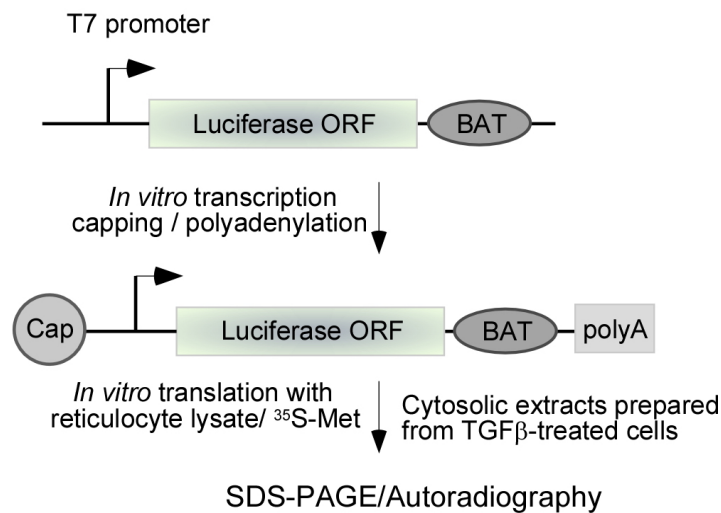 T7 promoter
Luciferase ORF
BAT
In vitro transcription
capping / polyadenylation
Cap
Luciferase ORF
BAT
polyA
In vitro translation with
reticulocyte lysate/ ³⁵S-Met
Cytosolic extracts prepared
from TGFβ-treated cells
SDS-PAGE/Autoradiography